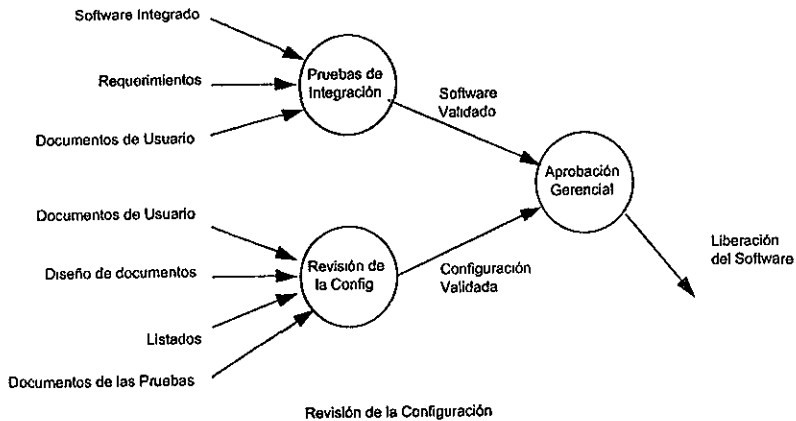 Software Integrado
Requerimientos
Documentos de Usuario
Pruebas de
Integración
Software
Validado
Aprobación
Gerencial
Liberación
del Software
Documentos de Usuario
Diseño de documentos
Listados
Documentos de las Pruebas
Revisión de
la Config
Configuración
Validada
Revisión de la Configuración